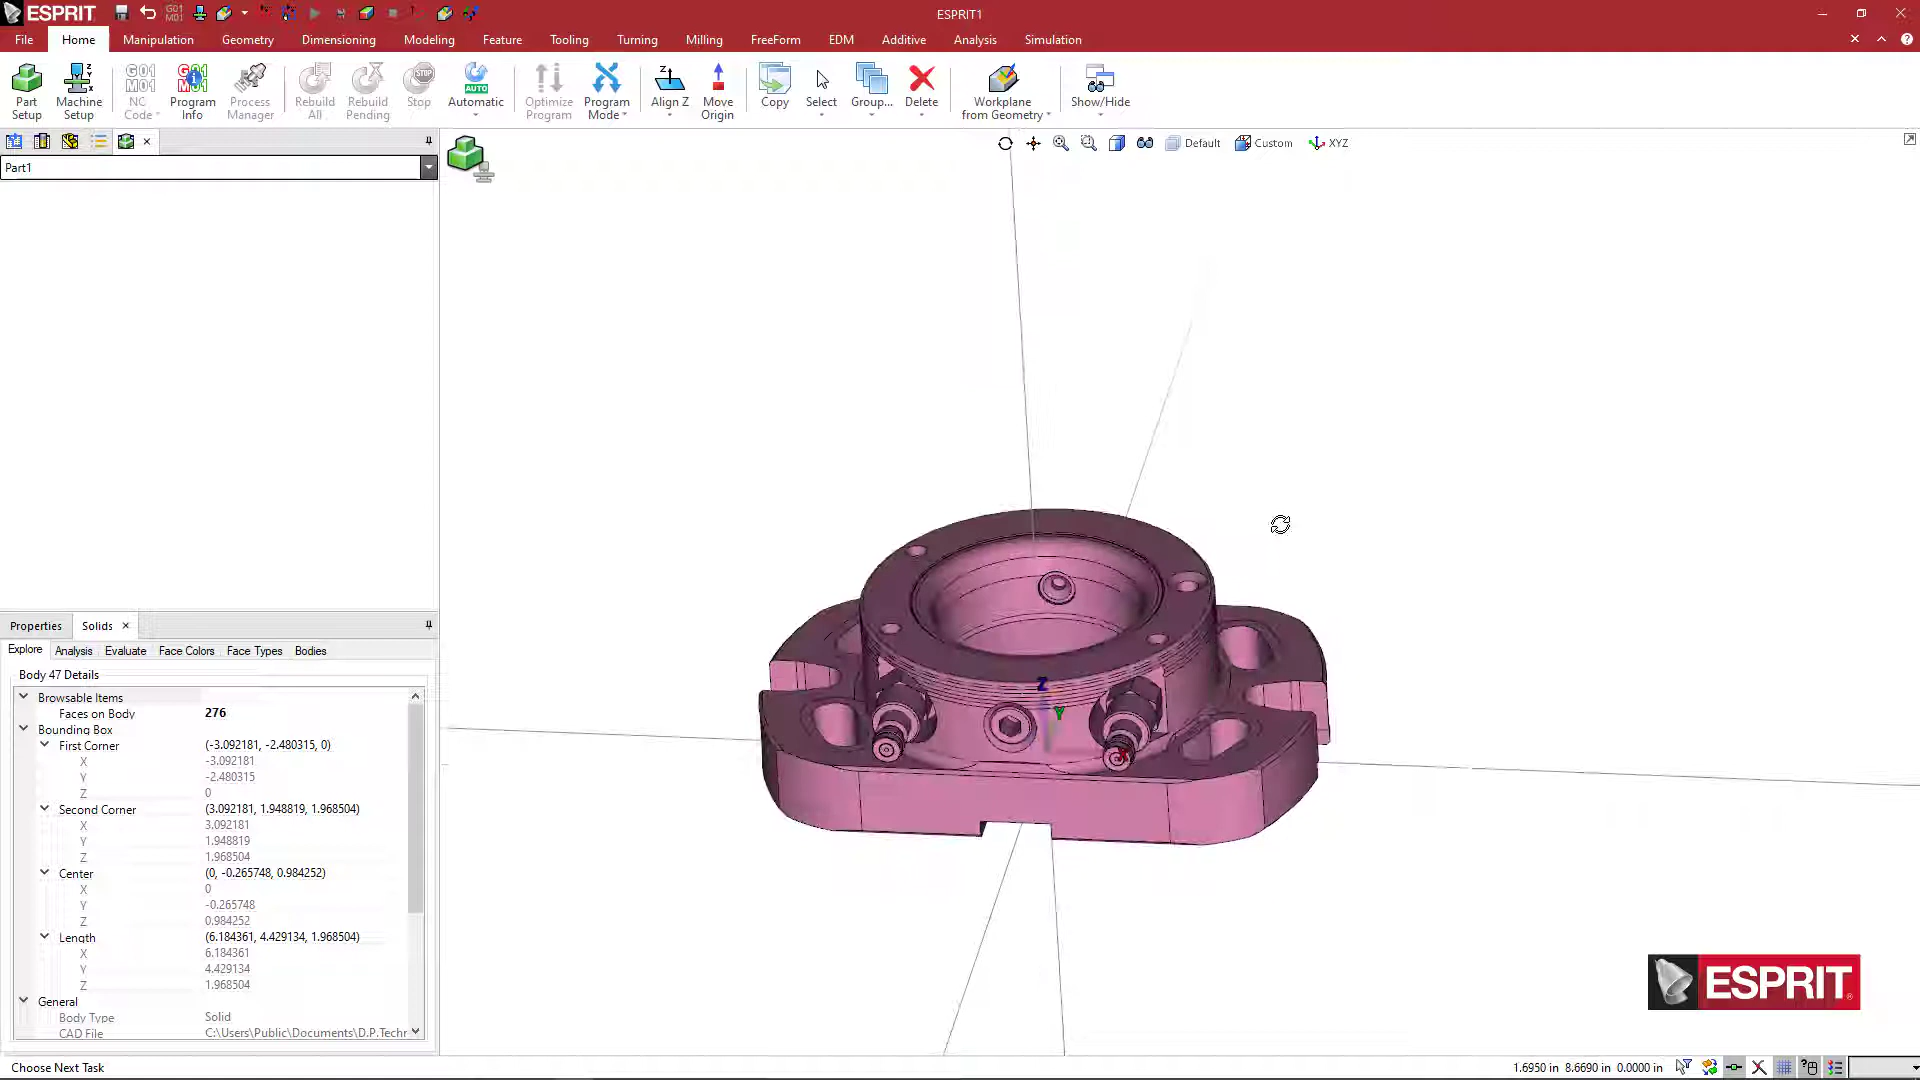 ESPRIT
ESPRIT1
File Home Manipulation Geometry Dimensioning Modeling Feature Tooling Turning Milling FreeForm EDM Additive Analysis Simulation
Part Setup
Machine Setup
G01 M01
NC Code
G01 M01
Program Info
Process Manager
Rebuild All
Rebuild Pending
STOP
Stop
AUTO
Automatic
Optimize Program
Program Mode
Align Z
Move Origin
Copy
Select
Group...
Delete
Workplane from Geometry
Show/Hide
Part1
Default
Custom
XYZ
Z
Y
X
Properties Solids
Explore Analysis Evaluate Face Colors Face Types Bodies
Body 47 Details
Browsable Items
Faces on Body 276
Bounding Box
First Corner (-3.092181, -2.480315, 0)
X -3.092181
Y -2.480315
Z 0
Second Corner (3.092181, 1.948819, 1.968504)
X 3.092181
Y 1.948819
Z 1.968504
Center (0, -0.265748, 0.984252)
X 0
Y -0.265748
Z 0.984252
Length (6.184361, 4.429134, 1.968504)
X 6.184361
Y 4.429134
Z 1.968504
General
Body Type Solid
CAD File C:\Users\Public\Documents\D.P.Techr
ESPRIT
Choose Next Task
1.6950 in 8.6690 in 0.0000 in